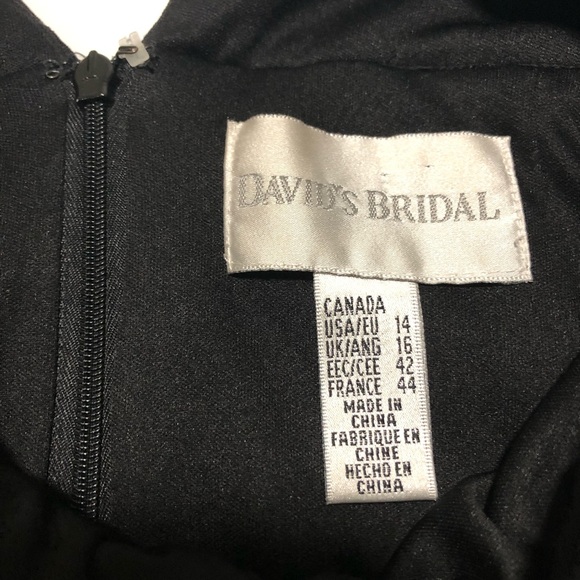 DAVID'S BRIDAL
CANADA
USA/EU 14
UK/ANG 16
EEC/CEE 42
FRANCE 44
MADE IN
CHINA
FABRIQUE EN
CHINE
HECHO EN
CHINA